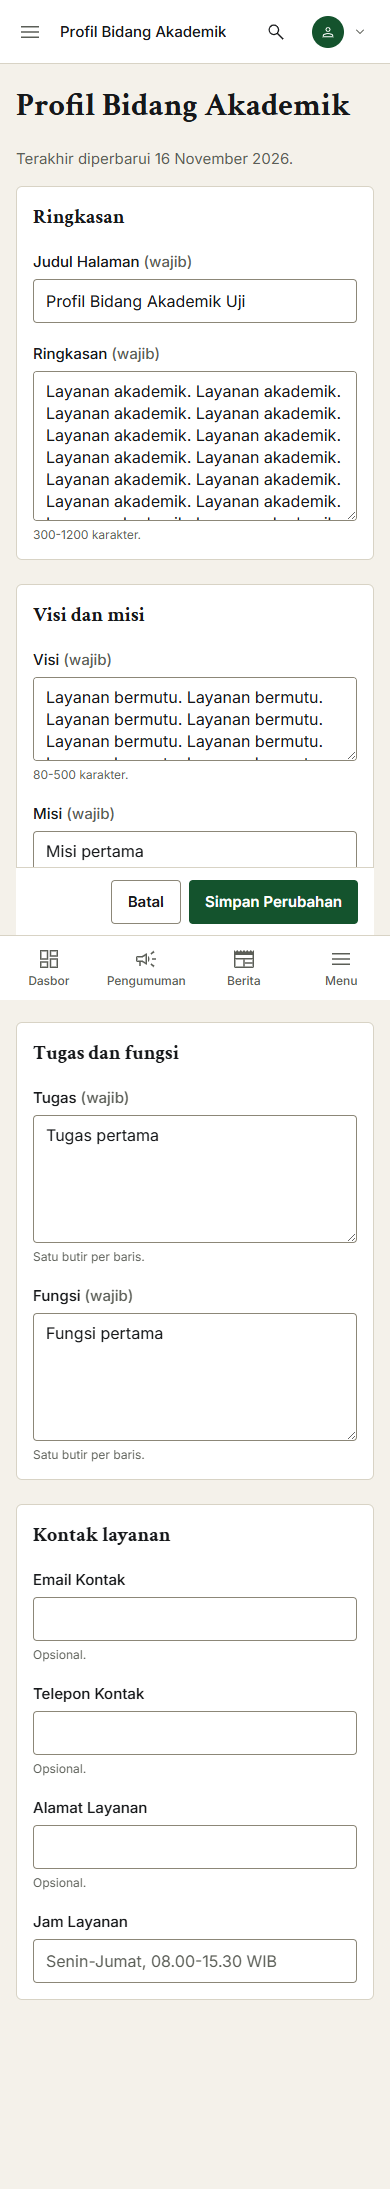 Profil Bidang Akademik
Profil Bidang Akademik
Terakhir diperbarui 16 November 2026.
Ringkasan
Judul Halaman (wajib)
Profil Bidang Akademik Uji
Ringkasan (wajib)
Layanan akademik. Layanan akademik.
Layanan akademik. Layanan akademik.
Layanan akademik. Layanan akademik.
Layanan akademik. Layanan akademik.
Layanan akademik. Layanan akademik.
Layanan akademik. Layanan akademik.
300-1200 karakter.
Visi dan misi
Visi (wajib)
Layanan bermutu. Layanan bermutu.
Layanan bermutu. Layanan bermutu.
Layanan bermutu. Layanan bermutu.
80-500 karakter.
Misi (wajib)
Misi pertama
Batal
Simpan Perubahan
Dasbor
Pengumuman
Berita
Menu
Tugas dan fungsi
Tugas (wajib)
Tugas pertama
Satu butir per baris.
Fungsi (wajib)
Fungsi pertama
Satu butir per baris.
Kontak layanan
Email Kontak
Opsional.
Telepon Kontak
Opsional.
Alamat Layanan
Opsional.
Jam Layanan
Senin-Jumat, 08.00-15.30 WIB